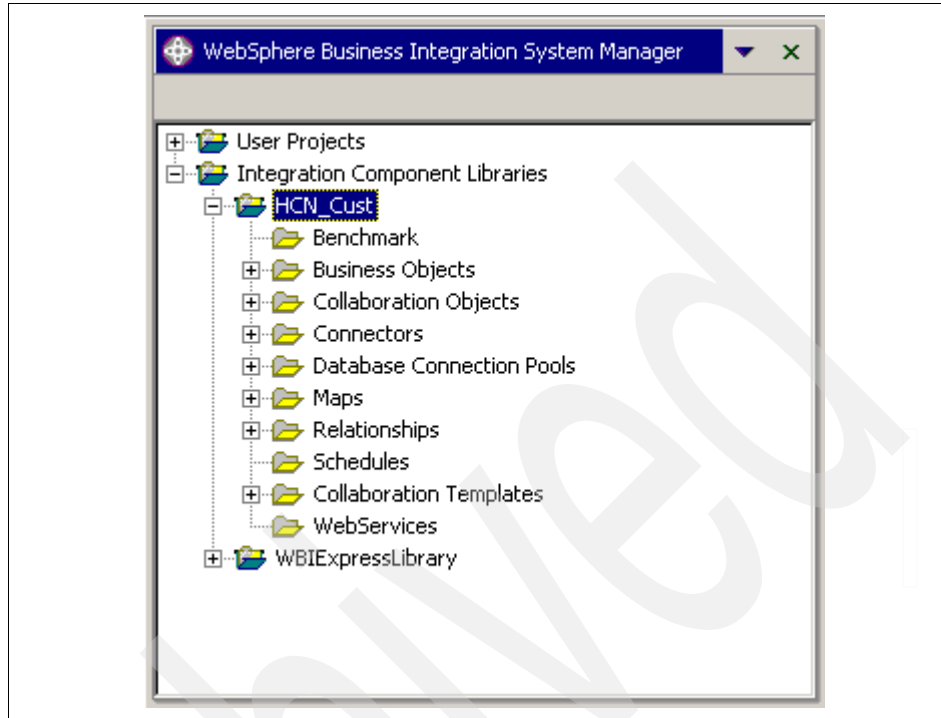 WebSphere Business Integration System Manager
User Projects
Integration Component Libraries
HCN_Cust
Benchmark
Business Objects
Collaboration Objects
Connectors
Database Connection Pools
Maps
Relationships
Schedules
Collaboration Templates
WebServices
WBIExpressLibrary